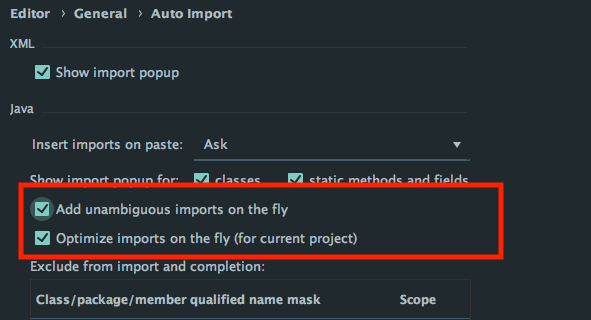 Editor › General › Auto Import
XML
Show import popup
Java
Insert imports on paste: Ask
Show import popup for: classes static methods and fields
Add unambiguous imports on the fly
Optimize imports on the fly (for current project)
Exclude from import and completion:
Class/package/member qualified name mask Scope